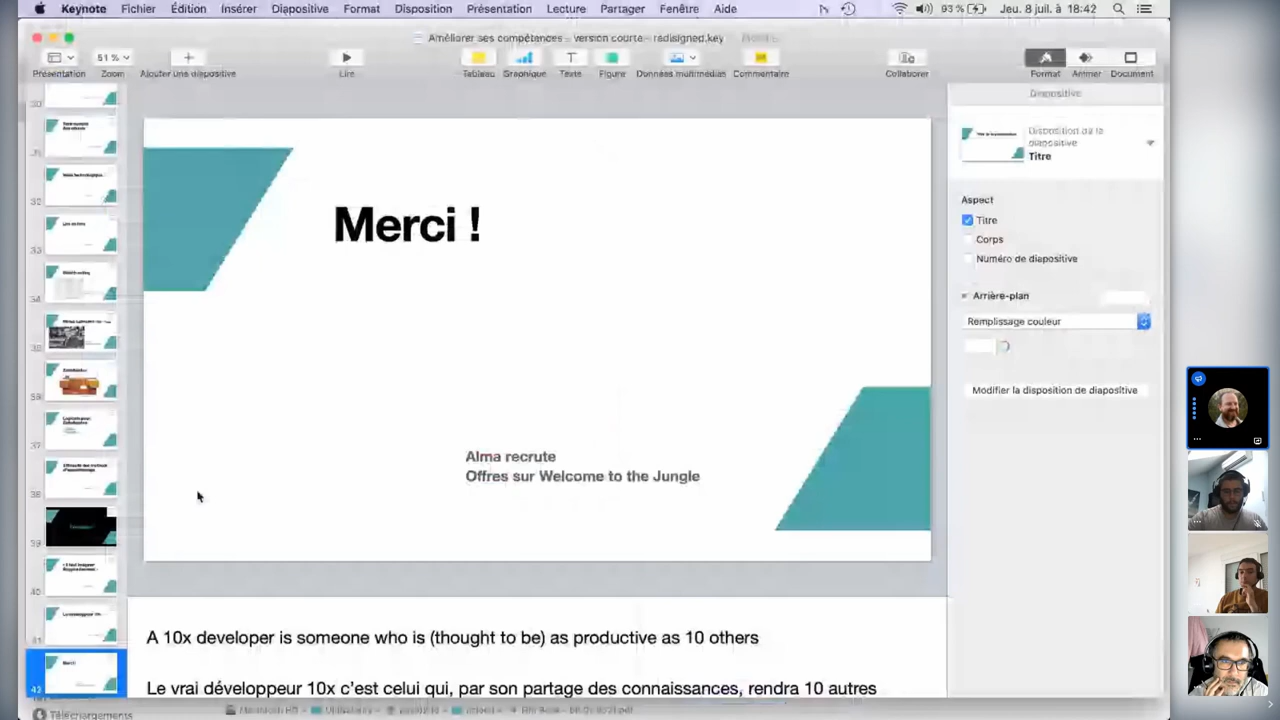 Keynote Fichier Édition Insérer Diapositive Format Disposition Présentation Lecture Partager Fenêtre Aide 93 % Jeu. 8 juil. à 18:42
Améliorer ses compétences - version courte - redisigned.key
51 %
Présentation Zoom Ajouter une diapositive Lire Tableau Graphique Texte Figure Données multimédias Commentaire Collaborer Format Animer Document
Diapositive
Disposition de la
diapositive
Titre
Aspect
Titre
Corps
Numéro de diapositive
Arrière-plan
Remplissage couleur
Modifier la disposition de diapositive
Merci !
Alma recrute
Offres sur Welcome to the Jungle
A 10x developer is someone who is (thought to be) as productive as 10 others
Le vrai développeur 10x c'est celui qui, par son partage des connaissances, rendra 10 autres
Téléchargements